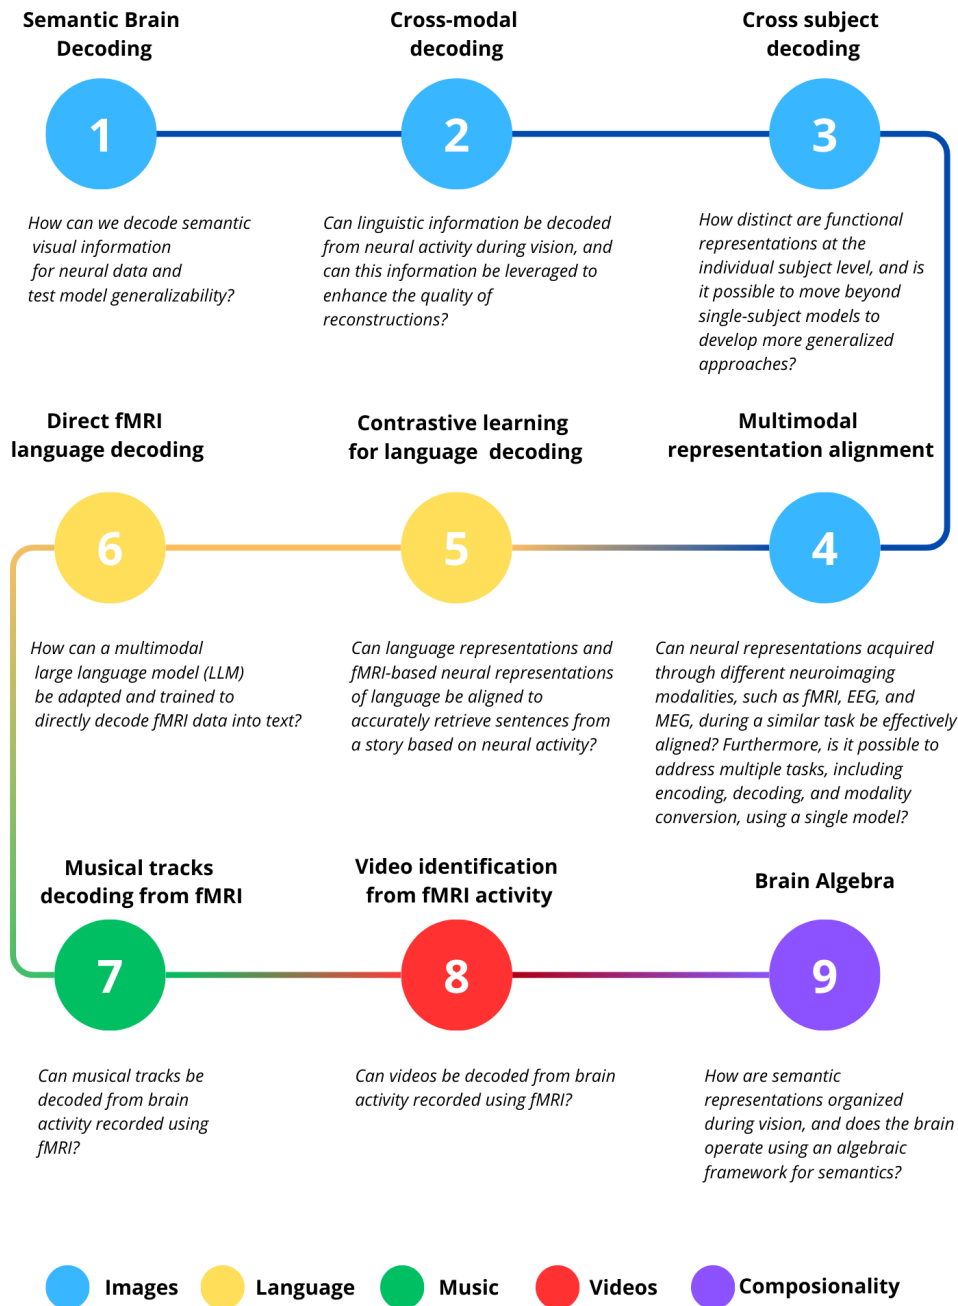 Semantic Brain
Decoding
1
How can we decode semantic
visual information
for neural data and
test model generalizability?
Cross-modal
decoding
2
Can linguistic information be decoded
from neural activity during vision, and
can this information be leveraged to
enhance the quality of
reconstructions?
Cross subject
decoding
3
How distinct are functional
representations at the
individual subject level, and is
it possible to move beyond
single-subject models to
develop more generalized
approaches?
Multimodal
representation alignment
4
Can neural representations acquired
through different neuroimaging
modalities, such as fMRI, EEG, and
MEG, during a similar task be effectively
aligned? Furthermore, is it possible to
address multiple tasks, including
encoding, decoding, and modality
conversion, using a single model?
Contrastive learning
for language decoding
5
Can language representations and
fMRI-based neural representations
of language be aligned to
accurately retrieve sentences from
a story based on neural activity?
Direct fMRI
language decoding
6
How can a multimodal
large language model (LLM)
be adapted and trained to
directly decode fMRI data into text?
Musical tracks
decoding from fMRI
7
Can musical tracks be
decoded from brain
activity recorded using
fMRI?
Video identification
from fMRI activity
8
Can videos be decoded from brain
activity recorded using fMRI?
Brain Algebra
9
How are semantic
representations organized
during vision, and does the brain
operate using an algebraic
framework for semantics?
Images
Language
Music
Videos
Composionality